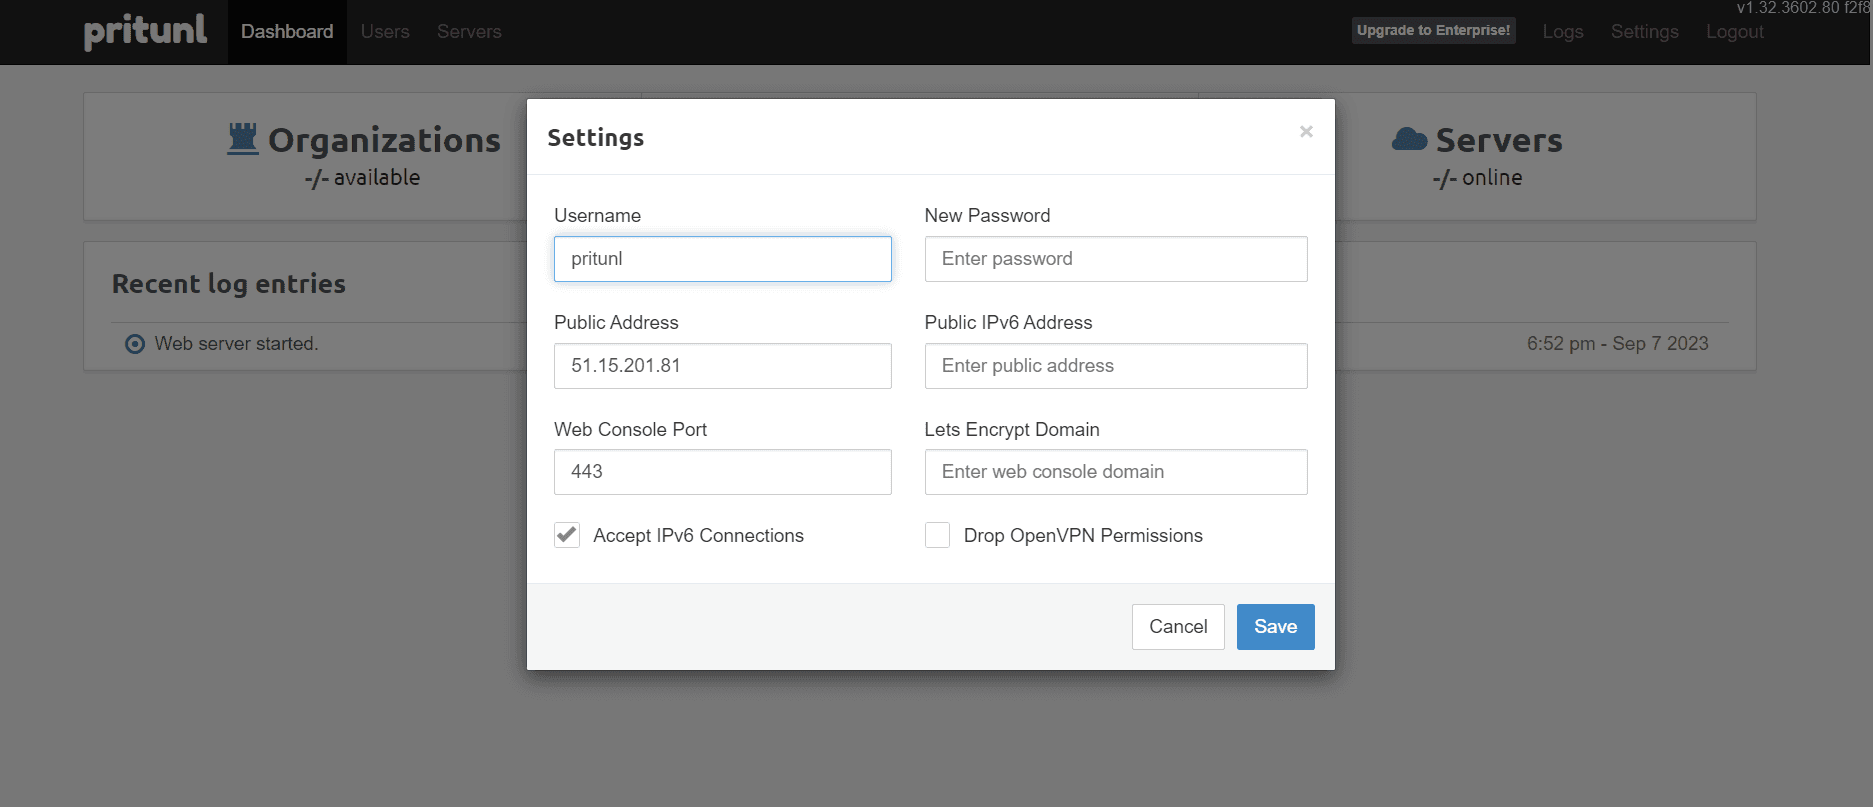 v1.32.3602.80 f2f8
pritunl Dashboard Users Servers Upgrade to Enterprise! Logs Settings Logout
Organizations
-/- available
Servers
-/- online
Recent log entries
Web server started.
6:52 pm - Sep 7 2023
Settings ×
Username New Password
pritunl Enter password
Public Address Public IPv6 Address
51.15.201.81 Enter public address
Web Console Port Lets Encrypt Domain
443 Enter web console domain
Accept IPv6 Connections Drop OpenVPN Permissions
Cancel Save